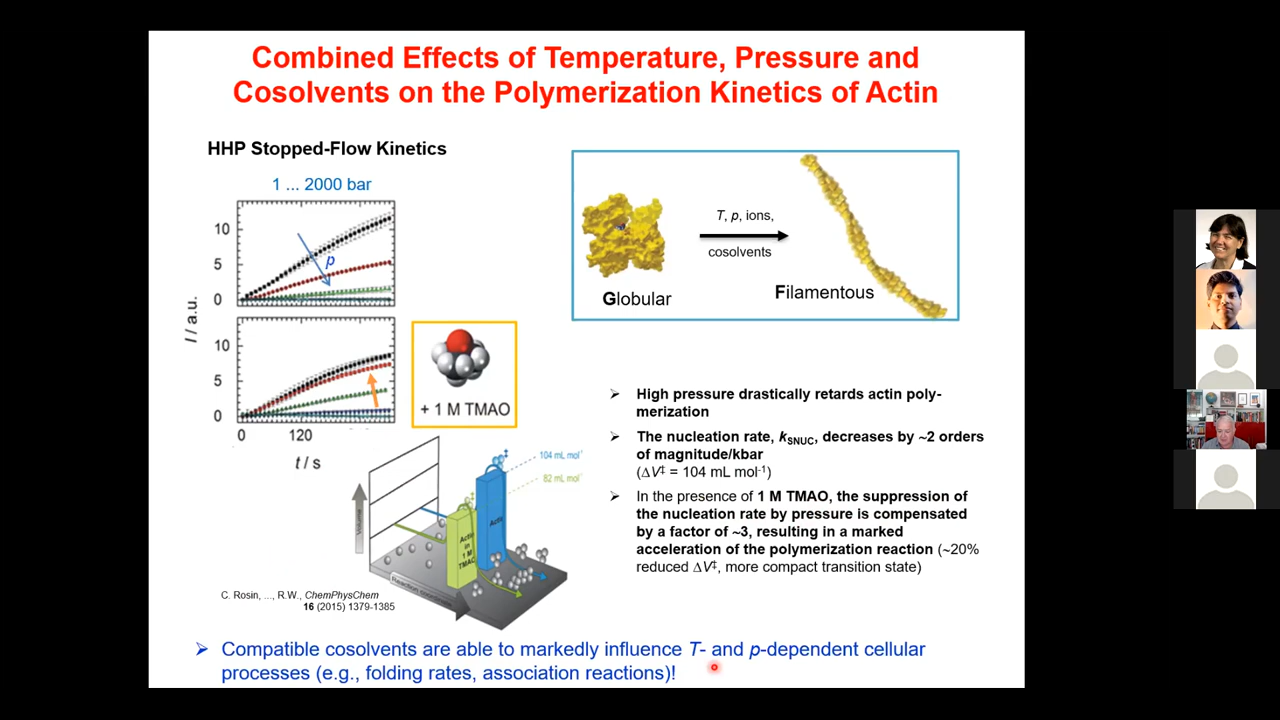 Combined Effects of Temperature, Pressure and
Cosolvents on the Polymerization Kinetics of Actin
HHP Stopped-Flow Kinetics
1 ... 2000 bar
10
5
0
p
I / a.u.
10
5
0
0
120
t / s
+ 1 M TMAO
T, p, ions,
cosolvents
Globular
Filamentous
High pressure drastically retards actin poly-
merization
The nucleation rate, kSNUC, decreases by ~2 orders
of magnitude/kbar
(ΔV‡ = 104 mL mol-1)
In the presence of 1 M TMAO, the suppression of
the nucleation rate by pressure is compensated
by a factor of ~3, resulting in a marked
acceleration of the polymerization reaction (~20%
reduced ΔV‡, more compact transition state)
104 mL mol-1
82 mL mol-1
Volume
Actin
Actin
in 1 M
TMAO
Reaction coordinate
C. Rosin, ..., R.W., ChemPhysChem
16 (2015) 1379-1385
Compatible cosolvents are able to markedly influence T- and p-dependent cellular
processes (e.g., folding rates, association reactions)!